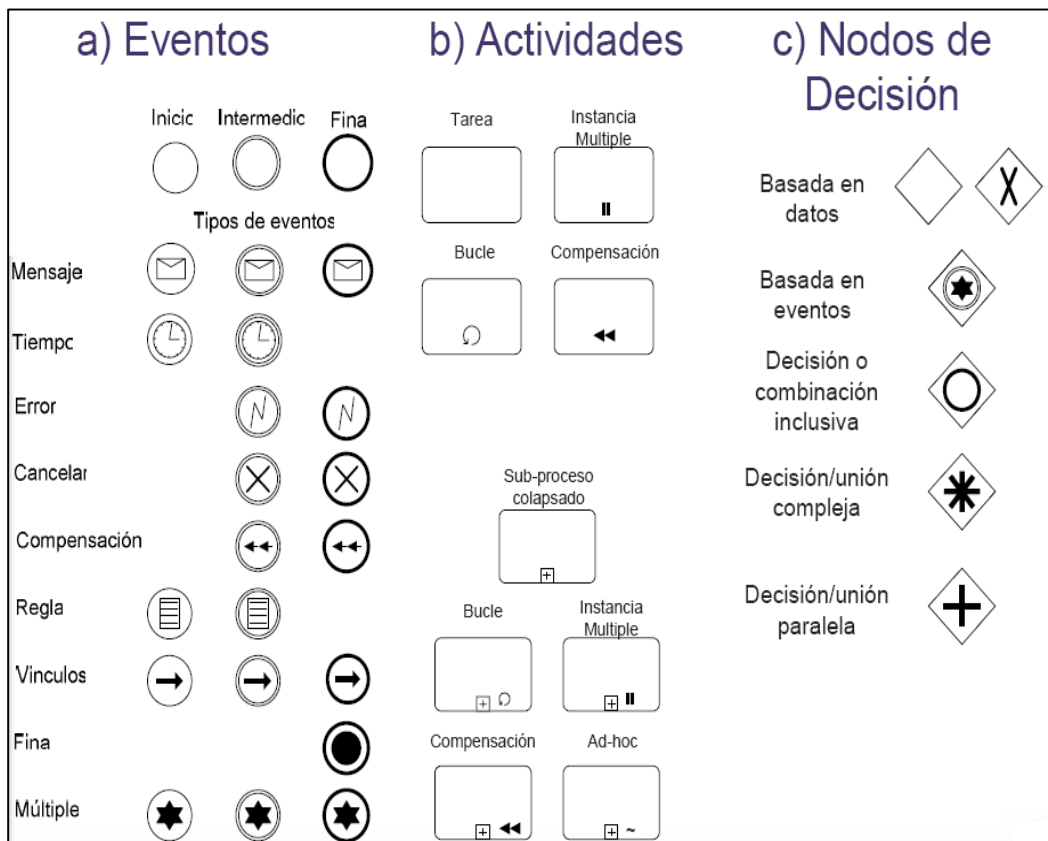 a) Eventos
Inicic Intermedic Fina
Tipos de eventos
Mensaje
Tiempc
Error
Cancelar
Compensación
Regla
Vinculos
Fina
Múltiple
b) Actividades
Tarea
Instancia
Multiple
Bucle
Compensación
Sub-proceso
colapsado
Bucle
Instancia
Multiple
Compensación
Ad-hoc
c) Nodos de
Decisión
Basada en
datos
Basada en
eventos
Decisión o
combinación
inclusiva
Decisión/unión
compleja
Decisión/unión
paralela